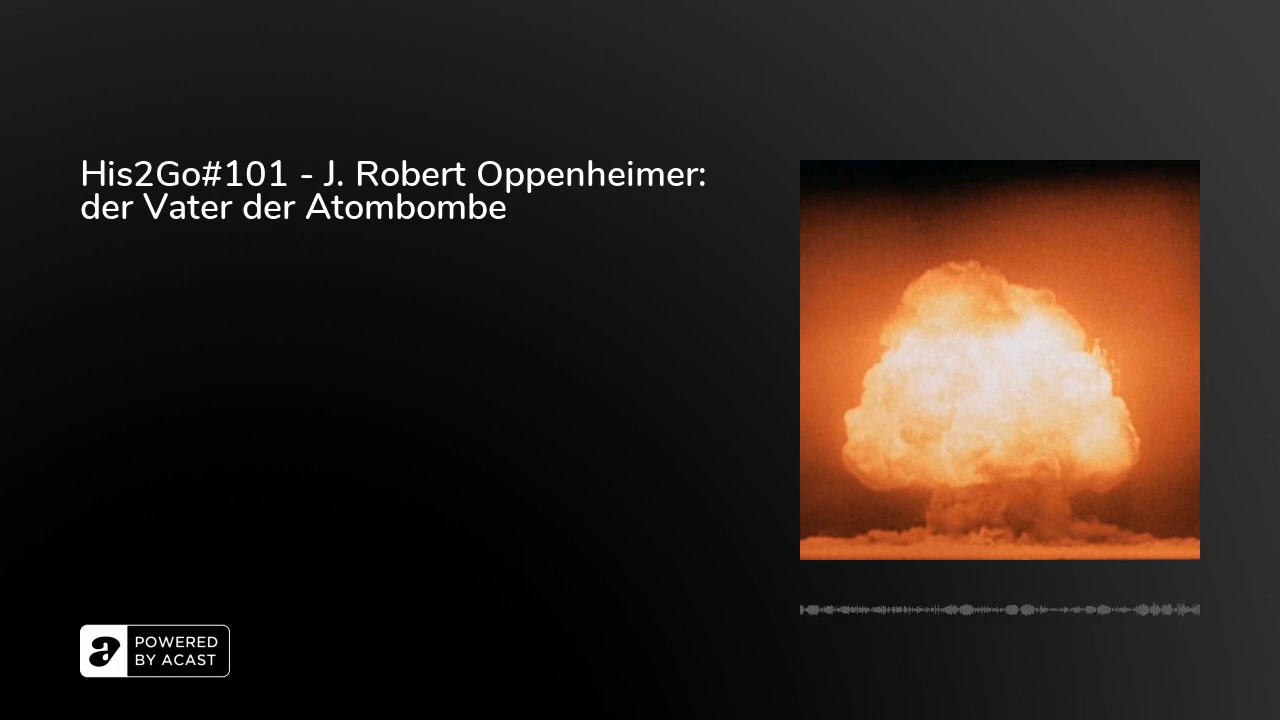 His2Go#101 - J. Robert Oppenheimer:
der Vater der Atombombe
POWERED
BY ACAST